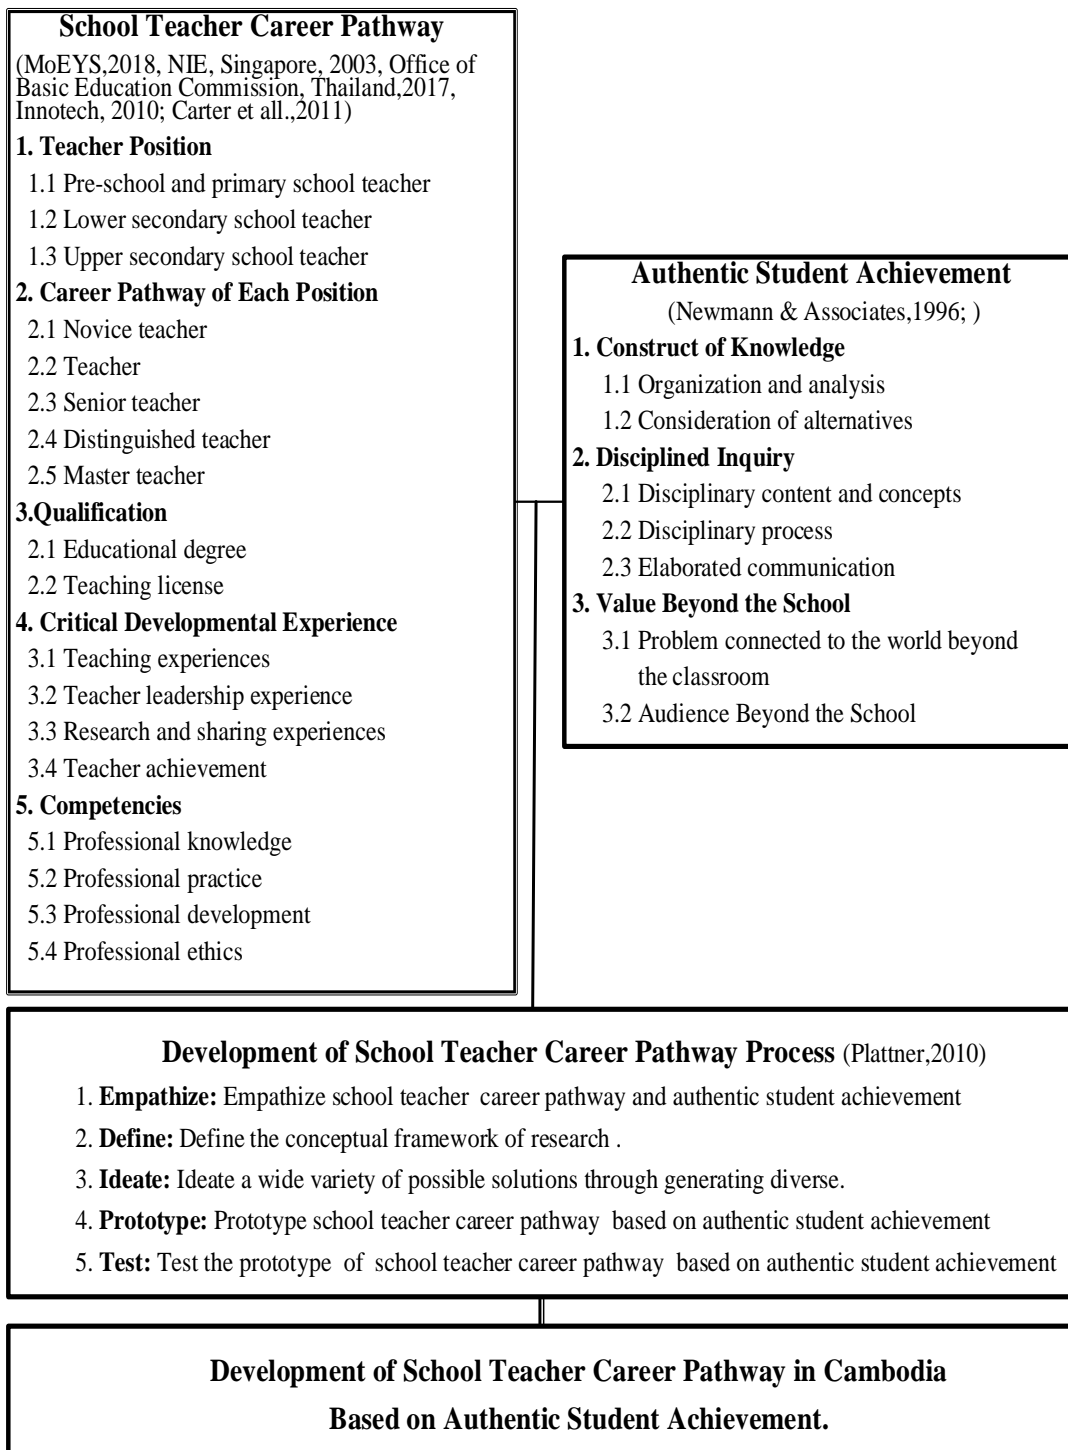 School Teacher Career Pathway
(MoEYS,2018, NIE, Singapore, 2003, Office of
Basic Education Commission, Thailand,2017,
Innotech, 2010; Carter et all.,2011)
1. Teacher Position
1.1 Pre-school and primary school teacher
1.2 Lower secondary school teacher
1.3 Upper secondary school teacher
2. Career Pathway of Each Position
2.1 Novice teacher
2.2 Teacher
2.3 Senior teacher
2.4 Distinguished teacher
2.5 Master teacher
3.Qualification
2.1 Educational degree
2.2 Teaching license
4. Critical Developmental Experience
3.1 Teaching experiences
3.2 Teacher leadership experience
3.3 Research and sharing experiences
3.4 Teacher achievement
5. Competencies
5.1 Professional knowledge
5.2 Professional practice
5.3 Professional development
5.4 Professional ethics
Authentic Student Achievement
(Newmann & Associates,1996; )
1. Construct of Knowledge
1.1 Organization and analysis
1.2 Consideration of alternatives
2. Disciplined Inquiry
2.1 Disciplinary content and concepts
2.2 Disciplinary process
2.3 Elaborated communication
3. Value Beyond the School
3.1 Problem connected to the world beyond
the classroom
3.2 Audience Beyond the School
Development of School Teacher Career Pathway Process (Plattner,2010)
1. Empathize: Empathize school teacher career pathway and authentic student achievement
2. Define: Define the conceptual framework of research .
3. Ideate: Ideate a wide variety of possible solutions through generating diverse.
4. Prototype: Prototype school teacher career pathway based on authentic student achievement
5. Test: Test the prototype of school teacher career pathway based on authentic student achievement
Development of School Teacher Career Pathway in Cambodia
Based on Authentic Student Achievement.